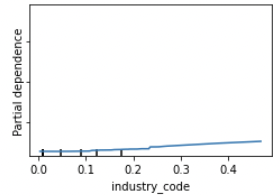 Partial dependence
0.0 0.1 0.2 0.3 0.4
industry_code